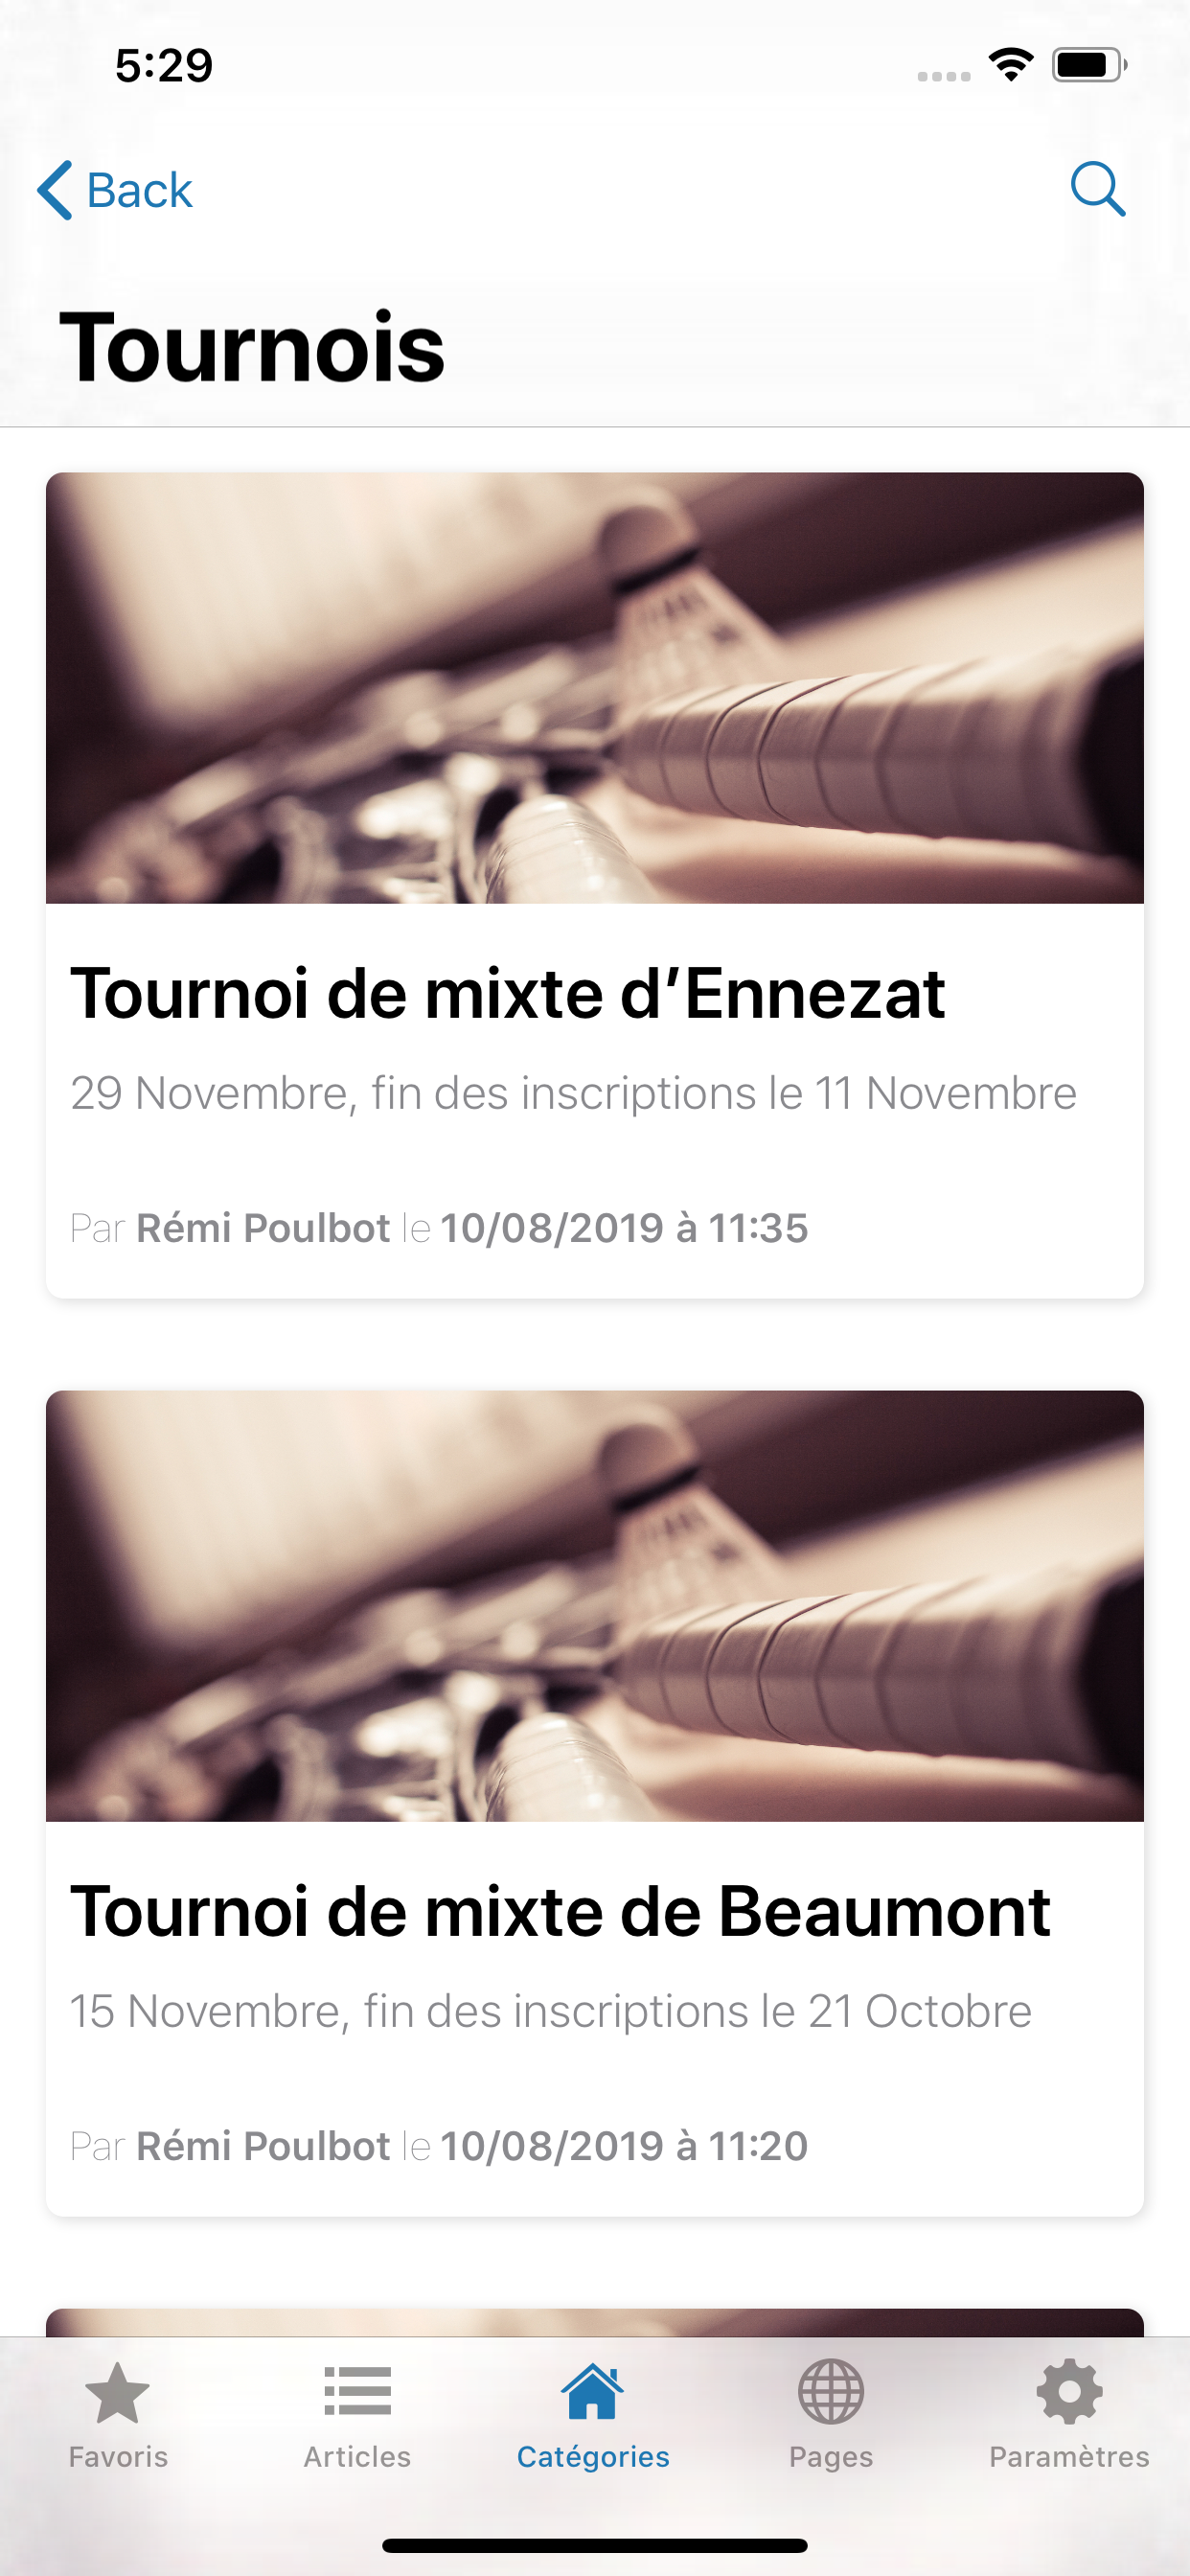 5:29
Back
Tournois
Tournoi de mixte d’Ennezat
29 Novembre, fin des inscriptions le 11 Novembre
Par Rémi Poulbot le 10/08/2019 à 11:35
Tournoi de mixte de Beaumont
15 Novembre, fin des inscriptions le 21 Octobre
Par Rémi Poulbot le 10/08/2019 à 11:20
Favoris Articles Catégories Pages Paramètres